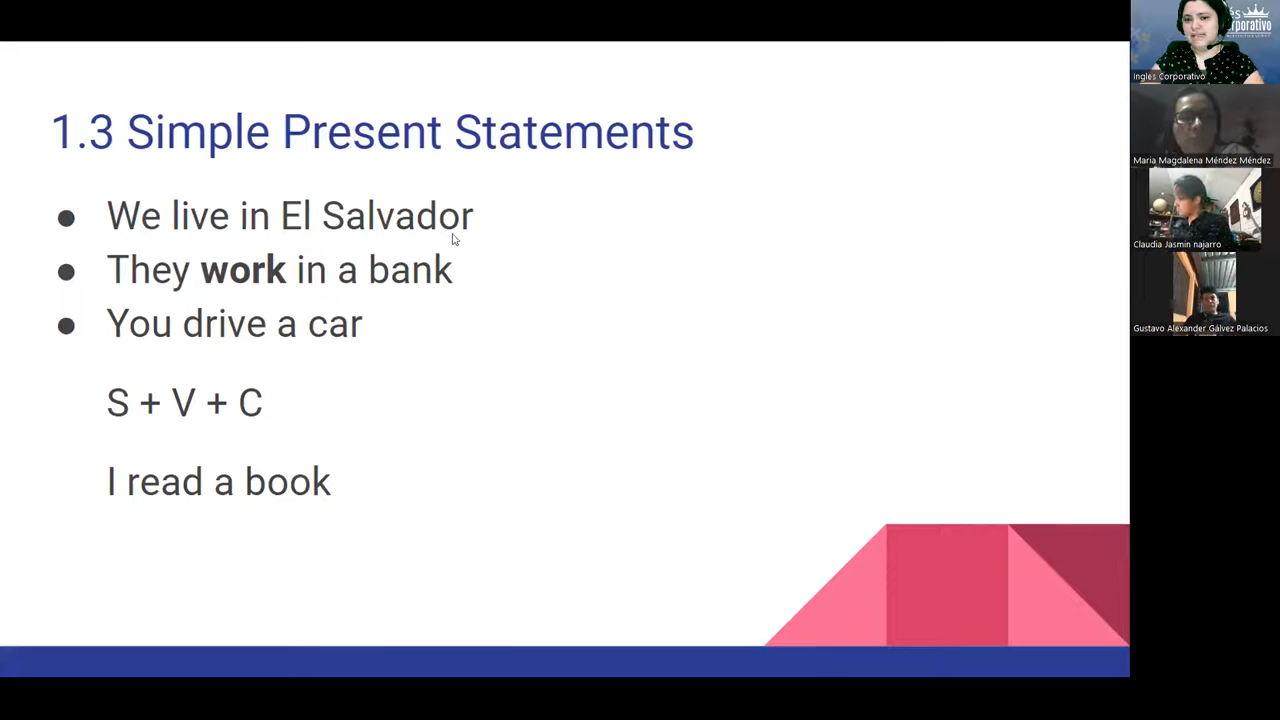 1.3 Simple Present Statements
● We live in El Salvador
● They work in a bank
● You drive a car
S + V + C
I read a book
Ingles Corporativo
Maria Magdalena Méndez Méndez
Claudia Jasmin najarro
Gustavo Alexander Gálvez Palacios